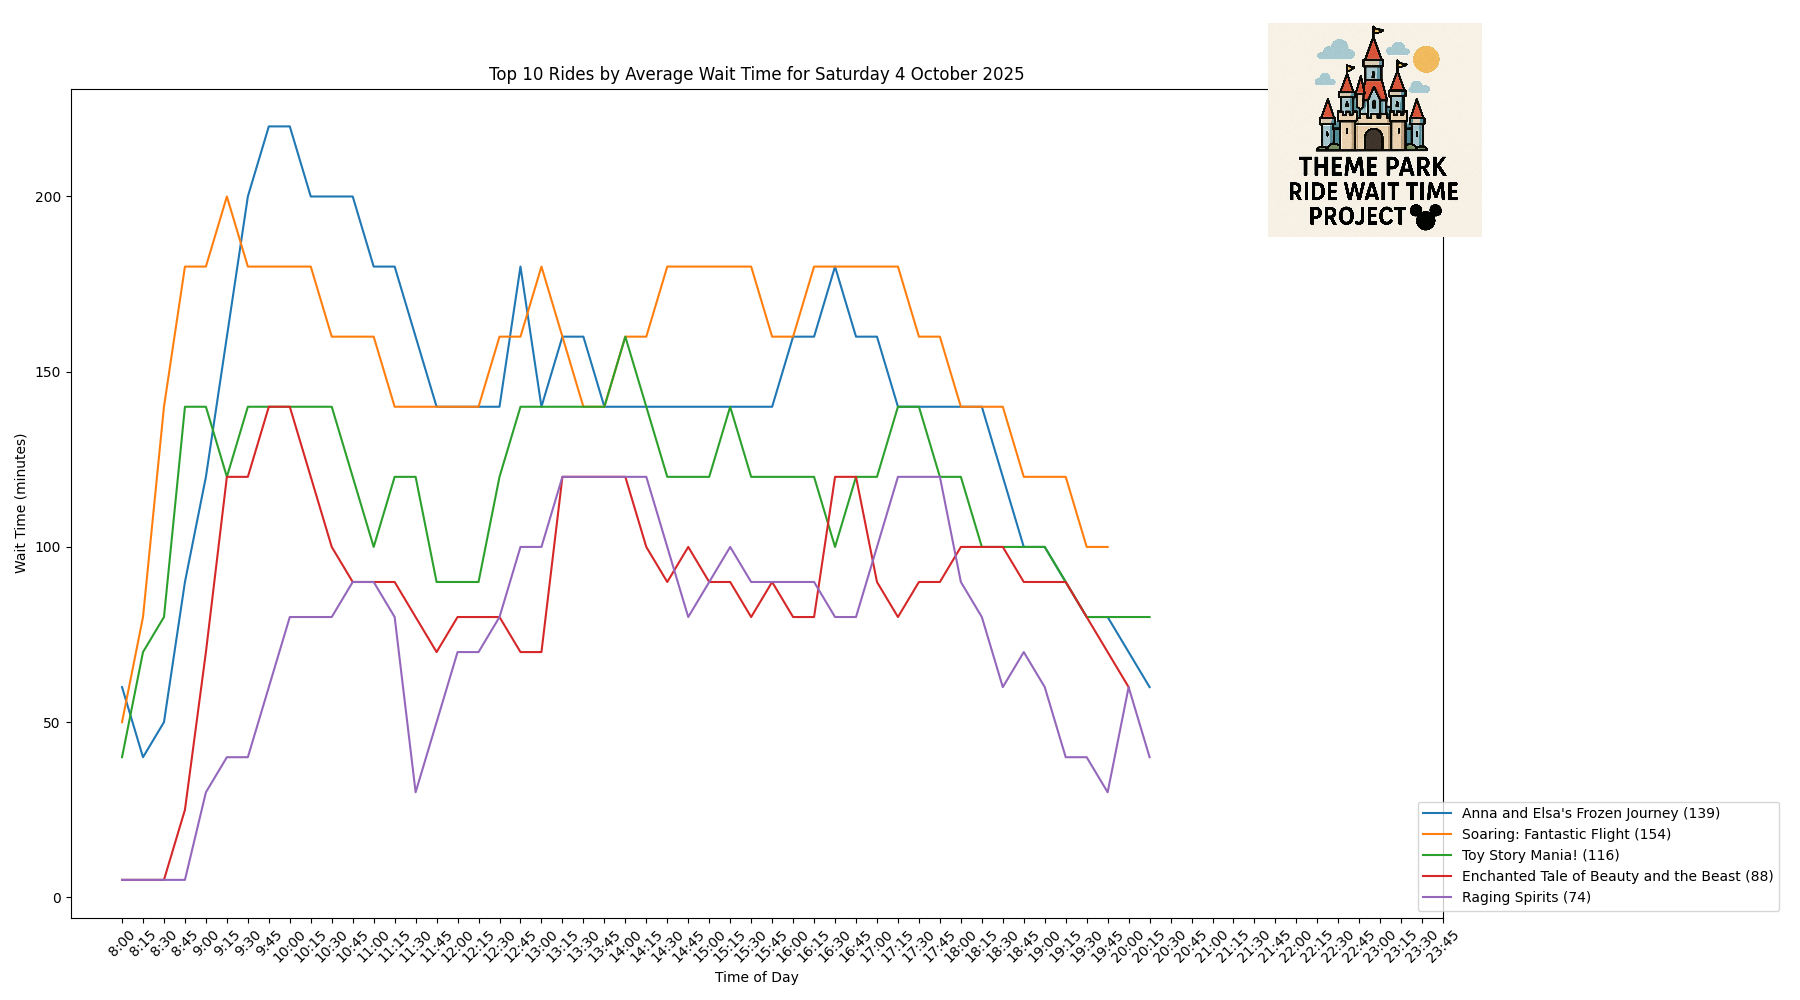 Top 10 Rides by Average Wait Time for Saturday 4 October 2025
THEME PARK
RIDE WAIT TIME
PROJECT
Wait Time (minutes)
200
150
100
50
0
Anna and Elsa's Frozen Journey (139)
Soaring: Fantastic Flight (154)
Toy Story Mania! (116)
Enchanted Tale of Beauty and the Beast (88)
Raging Spirits (74)
8:00 8:15 8:30 8:45 9:00 9:15 9:30 9:45 10:00 10:15 10:30 10:45 11:00 11:15 11:30 11:45 12:00 12:15 12:30 12:45 13:00 13:15 13:30 13:45 14:00 14:15 14:30 14:45 15:00 15:15 15:30 15:45 16:00 16:15 16:30 16:45 17:00 17:15 17:30 17:45 18:00 18:15 18:30 18:45 19:00 19:15 19:30 19:45 20:00 20:15 20:30 20:45 21:00 21:15 21:30 21:45 22:00 22:15 22:30 22:45 23:00 23:15 23:30 23:45
Time of Day